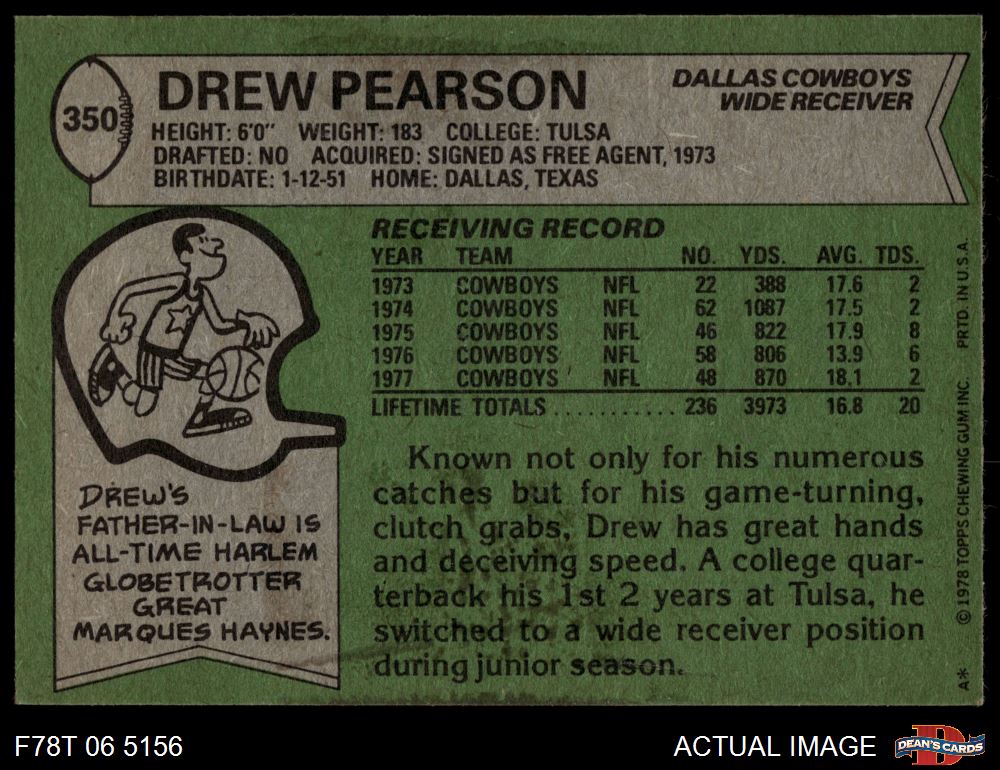 350
DREW PEARSON
DALLAS COWBOYS
WIDE RECEIVER
HEIGHT: 6'0" WEIGHT: 183 COLLEGE: TULSA
DRAFTED: NO ACQUIRED: SIGNED AS FREE AGENT, 1973
BIRTHDATE: 1-12-51 HOME: DALLAS, TEXAS
RECEIVING RECORD
YEAR TEAM NO. YDS. AVG. TDS.
1973 COWBOYS NFL 22 388 17.6 2
1974 COWBOYS NFL 62 1087 17.5 2
1975 COWBOYS NFL 46 822 17.9 8
1976 COWBOYS NFL 58 806 13.9 6
1977 COWBOYS NFL 48 870 18.1 2
LIFETIME TOTALS ........... 236 3973 16.8 20
DREW'S
FATHER-IN-LAW IS
ALL-TIME HARLEM
GLOBETROTTER
GREAT
MARQUES HAYNES.
Known not only for his numerous
catches but for his game-turning,
clutch grabs, Drew has great hands
and deceiving speed. A college quar-
terback his 1st 2 years at Tulsa, he
switched to a wide receiver position
during junior season.
A* © 1978 TOPPS CHEWING GUM INC. PRTD. IN U.S.A.
F78T 06 5156
ACTUAL IMAGE
D
DEAN'S CARDS